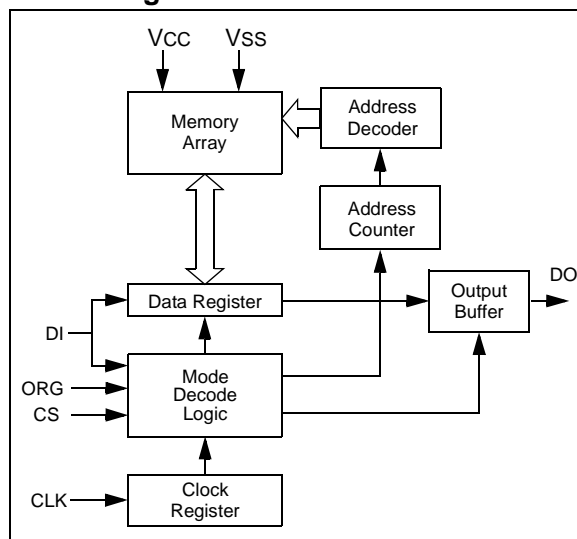 VCC VSS
Memory
Array
Address
Decoder
Address
Counter
DI
Data Register
Output
Buffer
DO
ORG
CS
Mode
Decode
Logic
CLK
Clock
Register